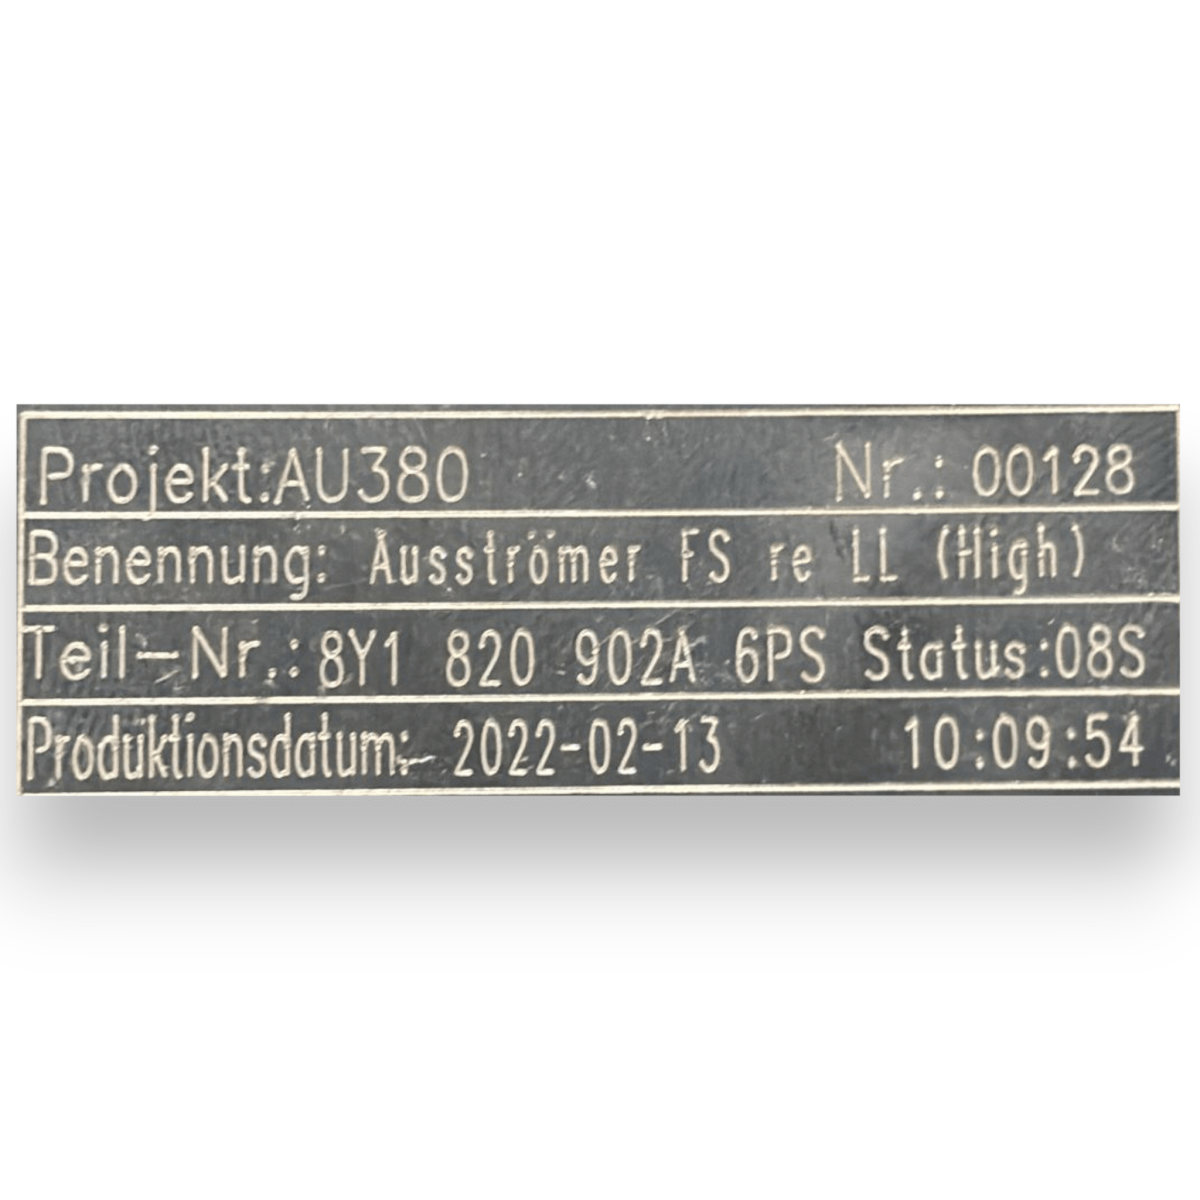 Projekt:AU380 Nr.: 00128
Benennung: Ausströmer FS re LL (High)
Teil-Nr.: 8Y1 820 902A 6PS Status:08S
Produktionsdatum: 2022-02-13 10:09:54